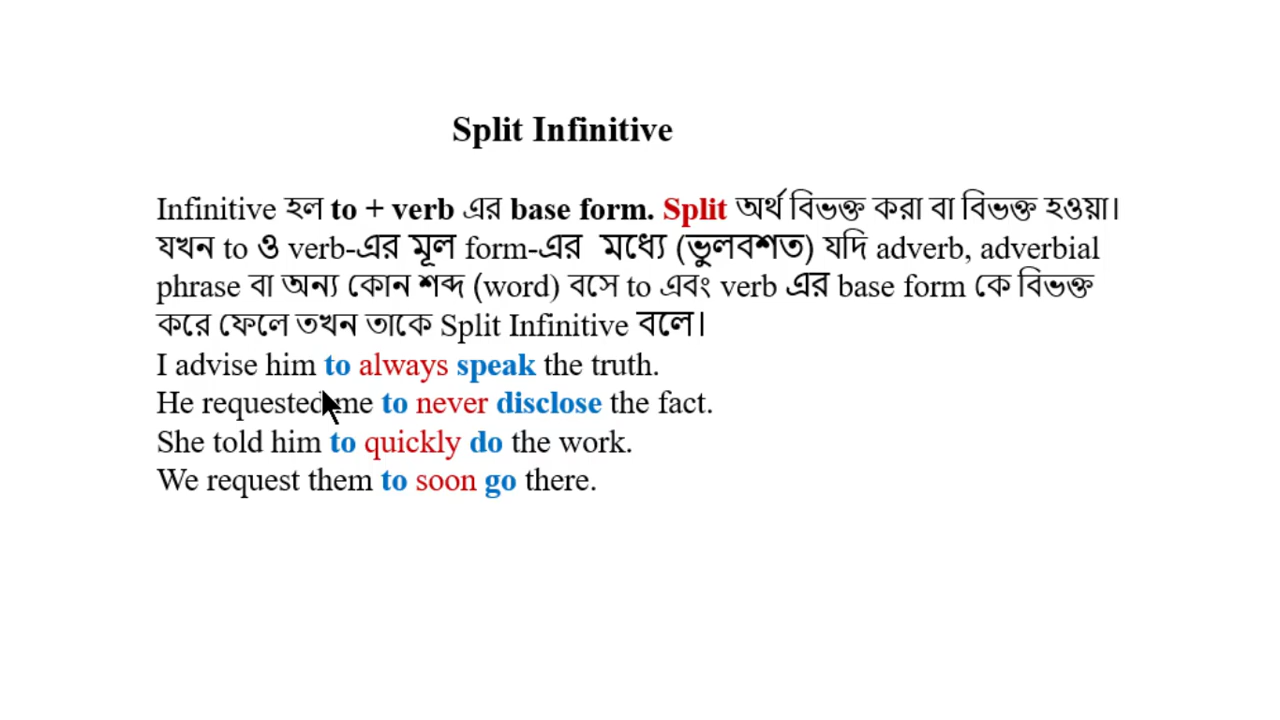 Split Infinitive
Infinitive হল to + verb এর base form. Split অর্থ বিভক্ত করা বা বিভক্ত হওয়া।
যখন to ও verb-এর মূল form-এর মধ্যে (ভুলবশত) যদি adverb, adverbial
phrase বা অন্য কোন শব্দ (word) বসে to এবং verb এর base form কে বিভক্ত
করে ফেলে তখন তাকে Split Infinitive বলে।
I advise him to always speak the truth.
He requested me to never disclose the fact.
She told him to quickly do the work.
We request them to soon go there.